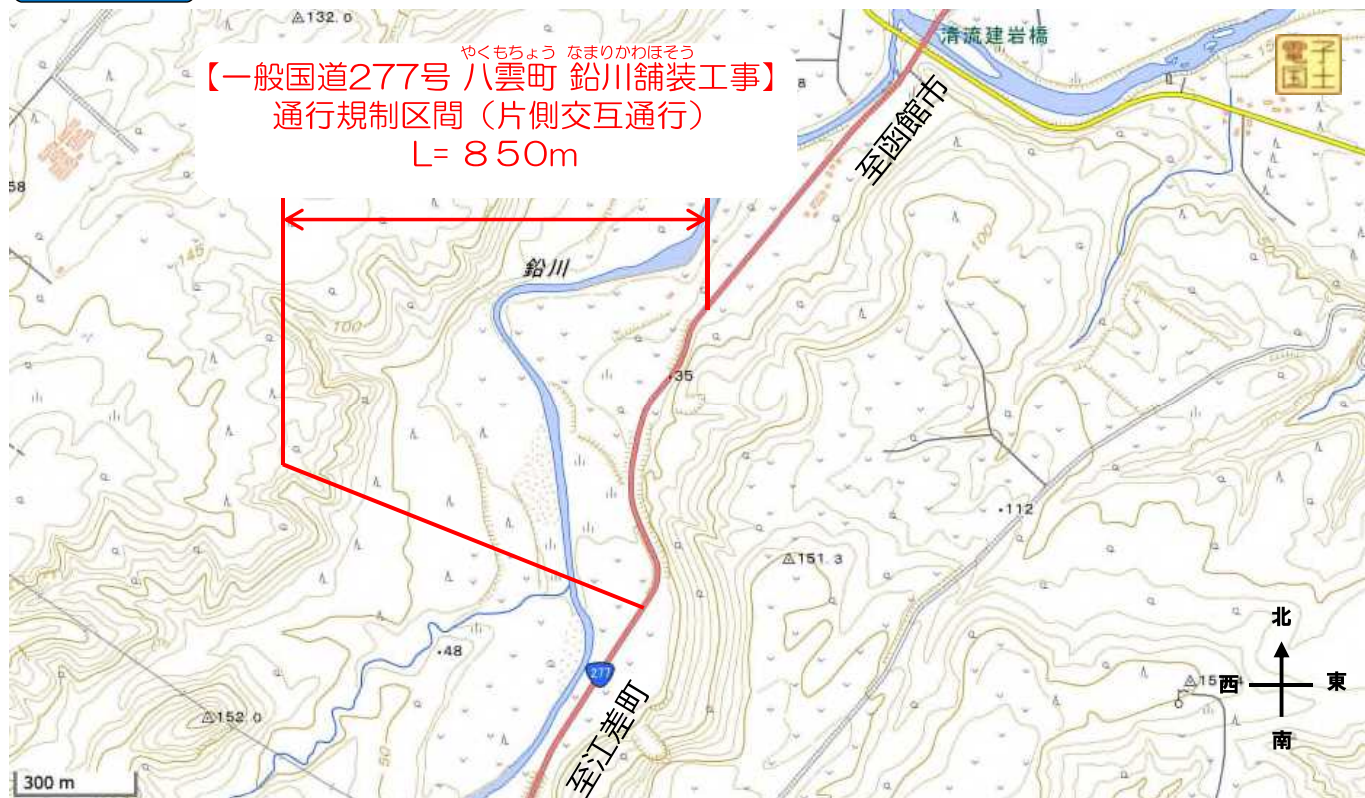 132.0
清流建岩橋
電子国土
やくもちょう なまりかわほそう
【一般国道277号 八雲町 鉛川舗装工事】
通行規制区間（片側交互通行）
L= 850m
至函館市
58
145
100
鉛川
100
35
112
151.3
48
277
北
西 東
南
152.0
50
至江差町
300 m